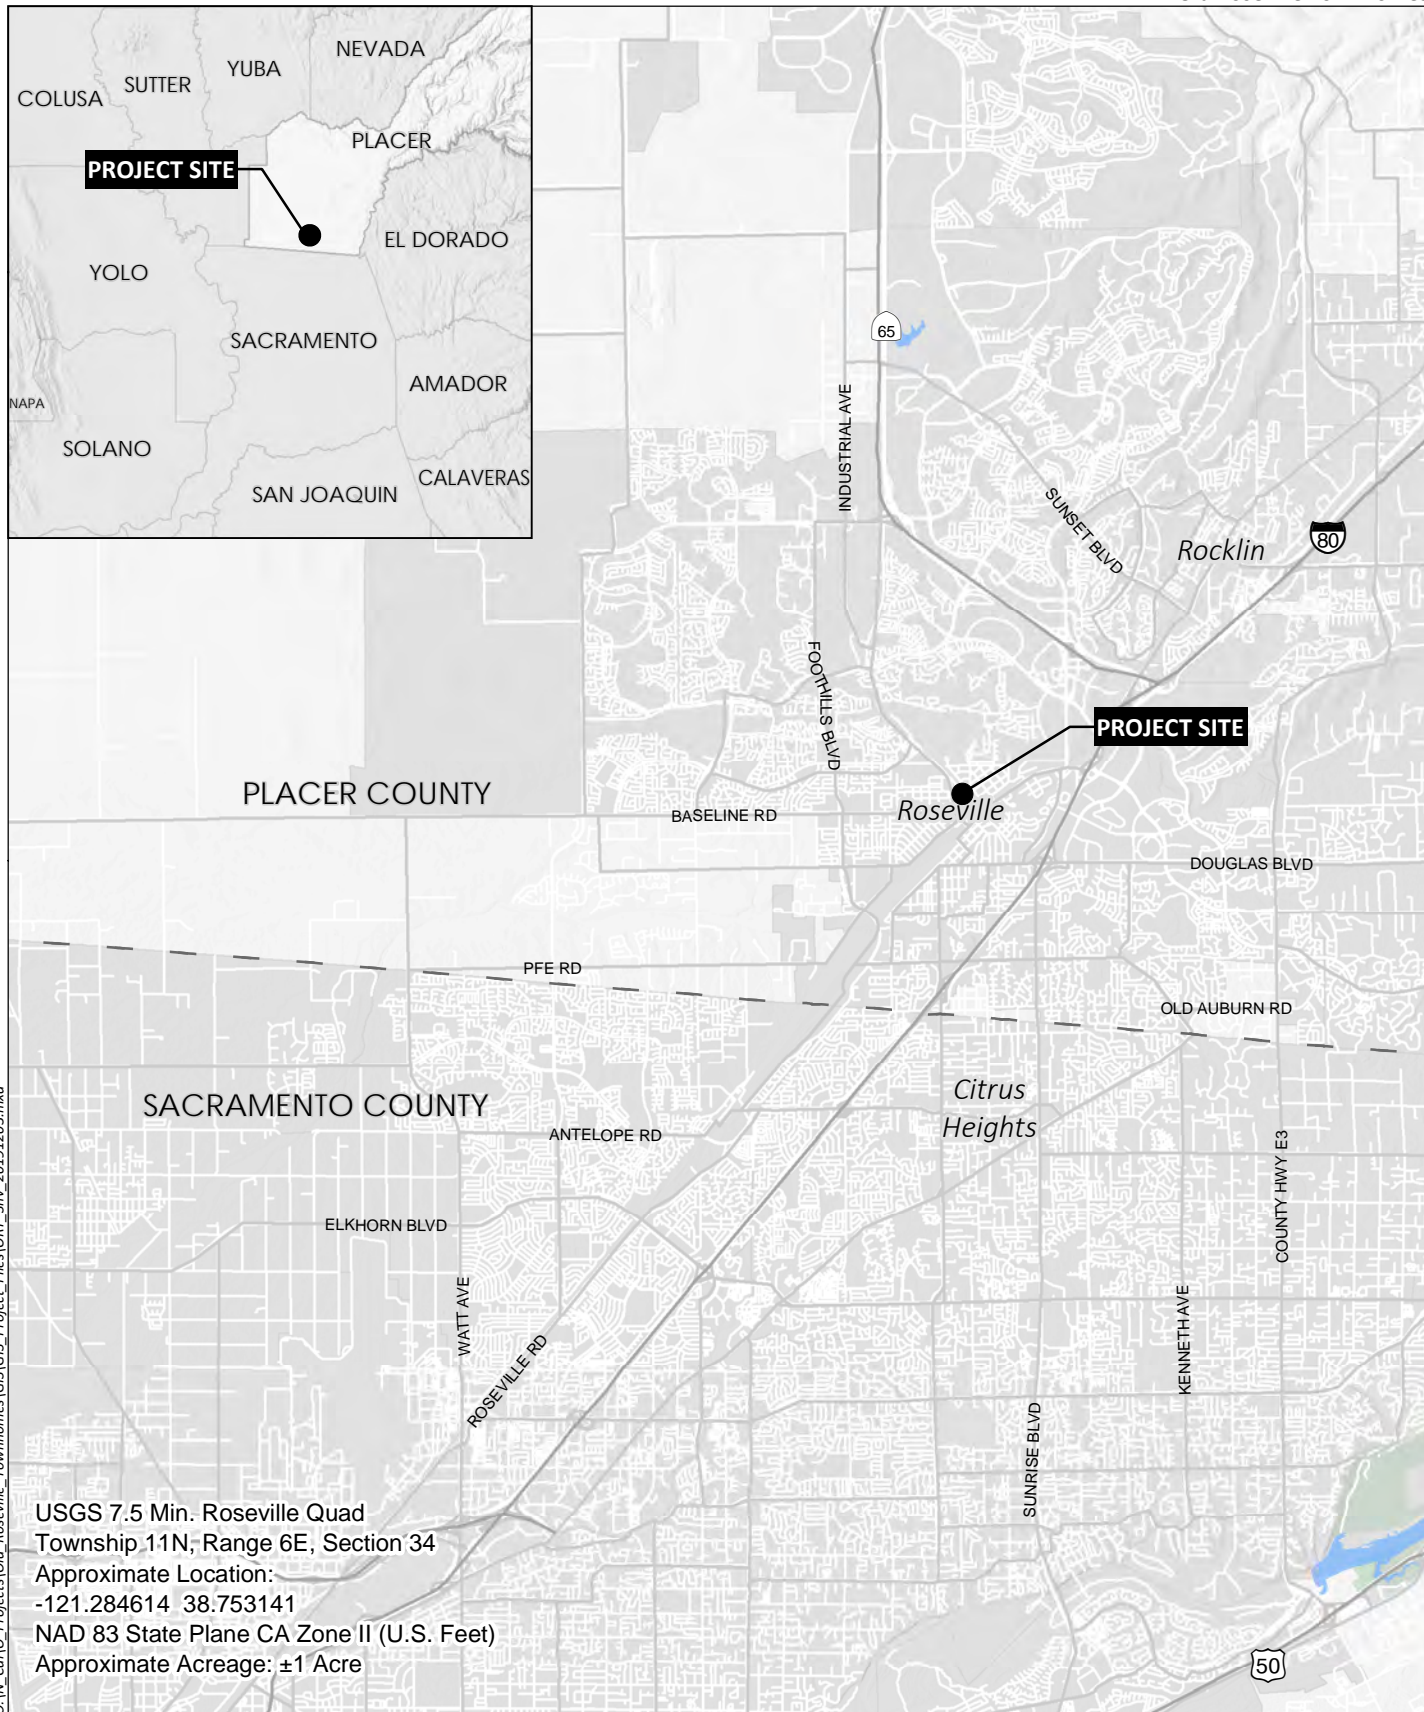 NEVADA
YUBA
SUTTER
COLUSA
PLACER
PROJECT SITE
EL DORADO
YOLO
SACRAMENTO
AMADOR
NAPA
SOLANO
CALAVERAS
SAN JOAQUIN
65
INDUSTRIAL AVE
SUNSET BLVD
Rocklin
80
FOOTHILLS BLVD
PROJECT SITE
PLACER COUNTY
Roseville
BASELINE RD
DOUGLAS BLVD
PFE RD
OLD AUBURN RD
Citrus
Heights
SACRAMENTO COUNTY
ANTELOPE RD
COUNTY HWY E3
ELKHORN BLVD
WATT AVE
KENNETH AVE
ROSEVILLE RD
SUNRISE BLVD
USGS 7.5 Min. Roseville Quad
Township 11N, Range 6E, Section 34
Approximate Location:
-121.284614 38.753141
NAD 83 State Plane CA Zone II (U.S. Feet)
Approximate Acreage: ±1 Acre
50